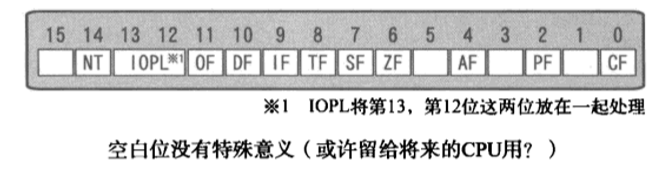 15 14 13 12 11 10 9 8 7 6 5 4 3 2 1 0
NT IOPL※1 OF DF IF TF SF ZF AF PF CF
※1 IOPL将第13，第12位这两位放在一起处理
空白位没有特殊意义（或许留给将来的CPU用？）